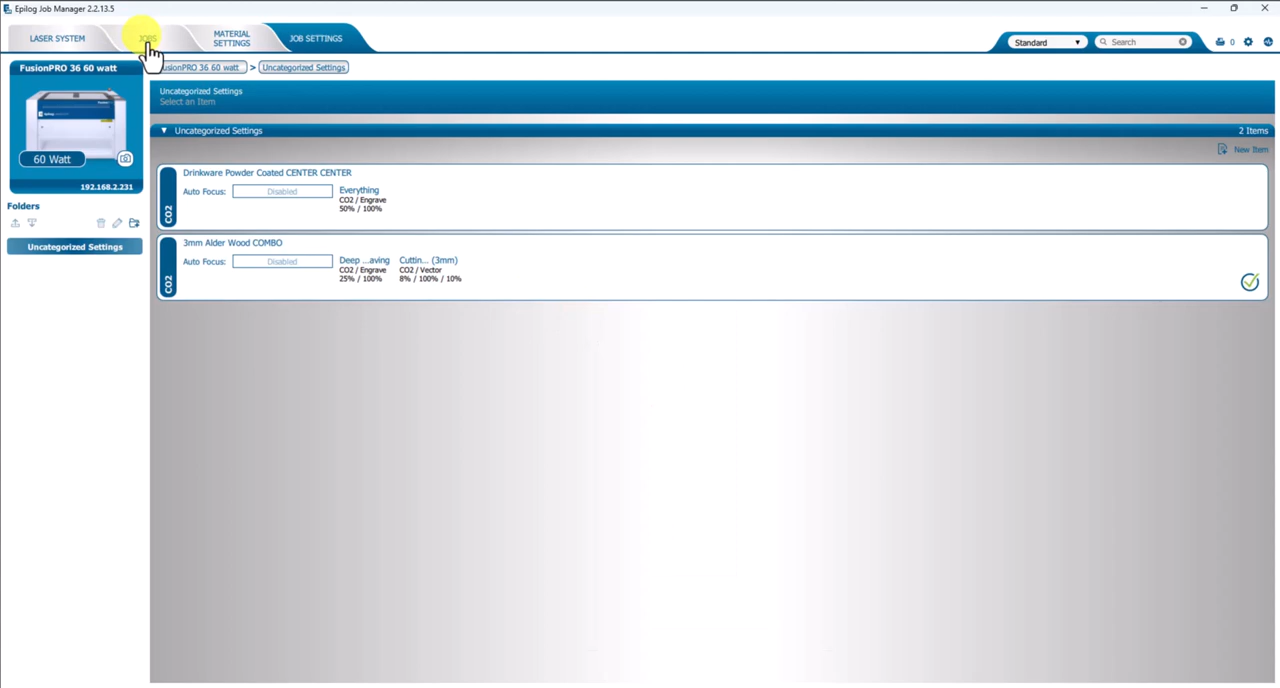 Epilog Job Manager 2.2.13.5
LASER SYSTEM
JOBS
MATERIAL
SETTINGS
JOB SETTINGS
Standard
Search
0
FusionPRO 36 60 watt
60 Watt
192.168.2.231
Folders
Uncategorized Settings
usionPRO 36 60 watt > Uncategorized Settings
Uncategorized Settings
Select an Item
Uncategorized Settings
2 Items
New Item
CO2
Drinkware Powder Coated CENTER CENTER
Auto Focus: Disabled
Everything
CO2 / Engrave
50% / 100%
CO2
3mm Alder Wood COMBO
Auto Focus: Disabled
Deep ...aving
CO2 / Engrave
25% / 100%
Cuttin... (3mm)
CO2 / Vector
8% / 100% / 10%